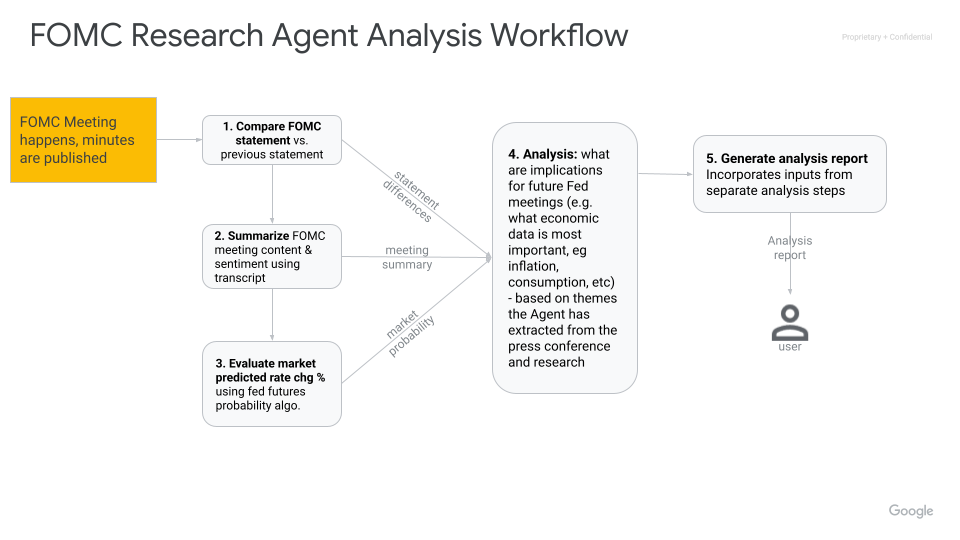 FOMC Research Agent Analysis Workflow
Proprietary + Confidential
FOMC Meeting
happens, minutes
are published
1. Compare FOMC
statement vs.
previous statement
statement
differences
2. Summarize FOMC
meeting content &
sentiment using
transcript
meeting
summary
3. Evaluate market
predicted rate chg %
using fed futures
probability algo.
market
probability
4. Analysis: what
are implications
for future Fed
meetings (e.g.
what economic
data is most
important, eg
inflation,
consumption, etc)
- based on themes
the Agent has
extracted from the
press conference
and research
5. Generate analysis report
Incorporates inputs from
separate analysis steps
Analysis
report
user
Google